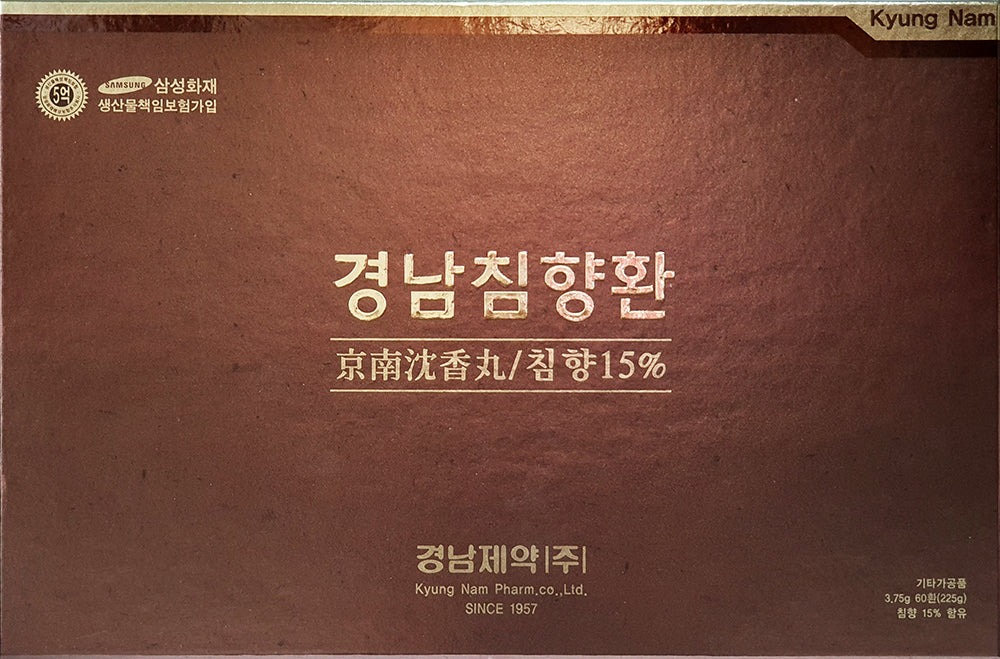 Kyung Nam
5억
SAMSUNG 삼성화재
생산물책임보험가입
경남침향환
京南沈香丸/침향15%
경남제약|주|
Kyung Nam Pharm.co.,Ltd.
SINCE 1957
기타가공품
3.75g 60환(225g)
침향 15% 함유